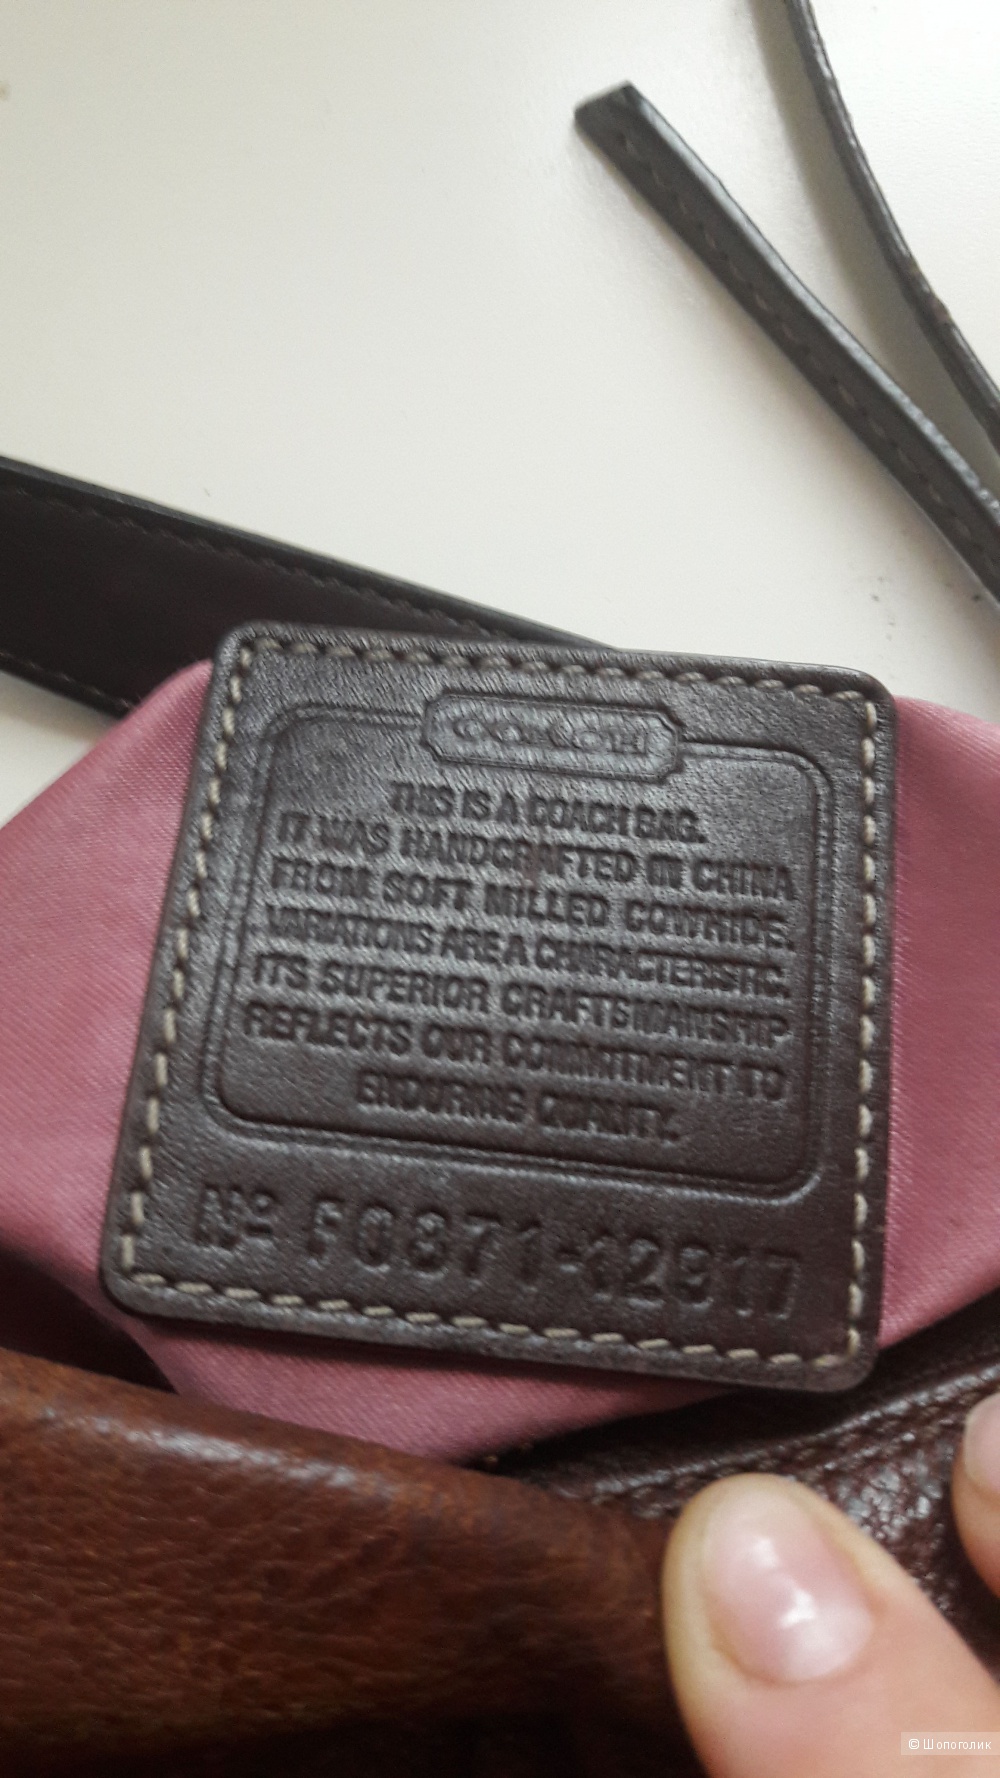 COACH
THIS IS A COACH BAG.
IT WAS HANDCRAFTED IN CHINA
FROM SOFT MILLED COWHIDE.
VARIATIONS ARE A CHARACTERISTIC.
ITS SUPERIOR CRAFTSMANSHIP
REFLECTS OUR COMMITMENT TO
ENDURING QUALITY.
Nº F0871-12917
© Шопоголик